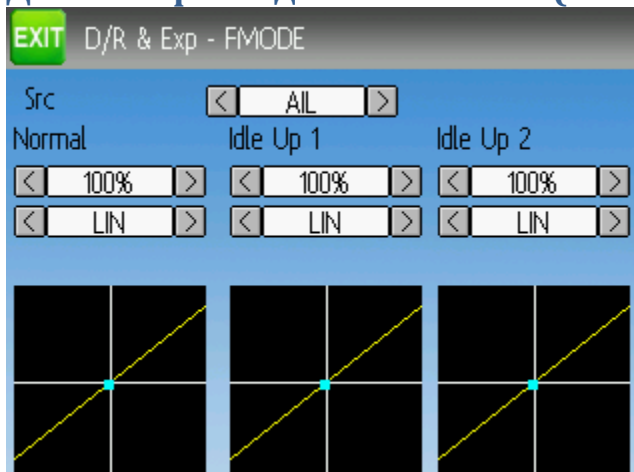 EXIT D/R & Exp - FMODE
Src < AIL >
Normal Idle Up 1 Idle Up 2
< 100% > < 100% > < 100% >
< LIN > < LIN > < LIN >